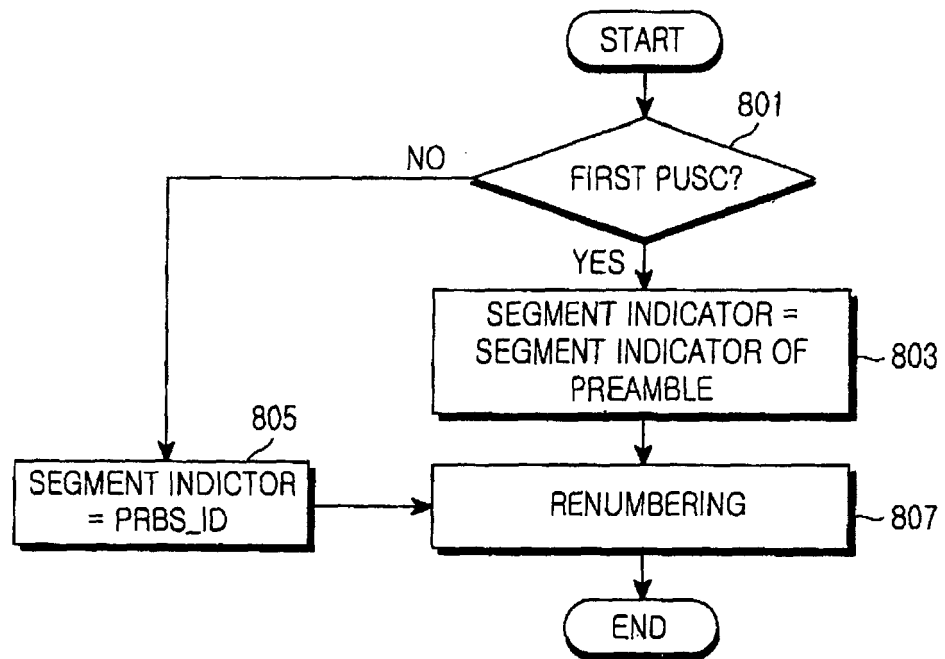 START
801
FIRST PUSC?
NO
YES
SEGMENT INDICATOR =
SEGMENT INDICATOR OF
PREAMBLE
803
805
SEGMENT INDICTOR
= PRBS_ID
RENUMBERING
807
END